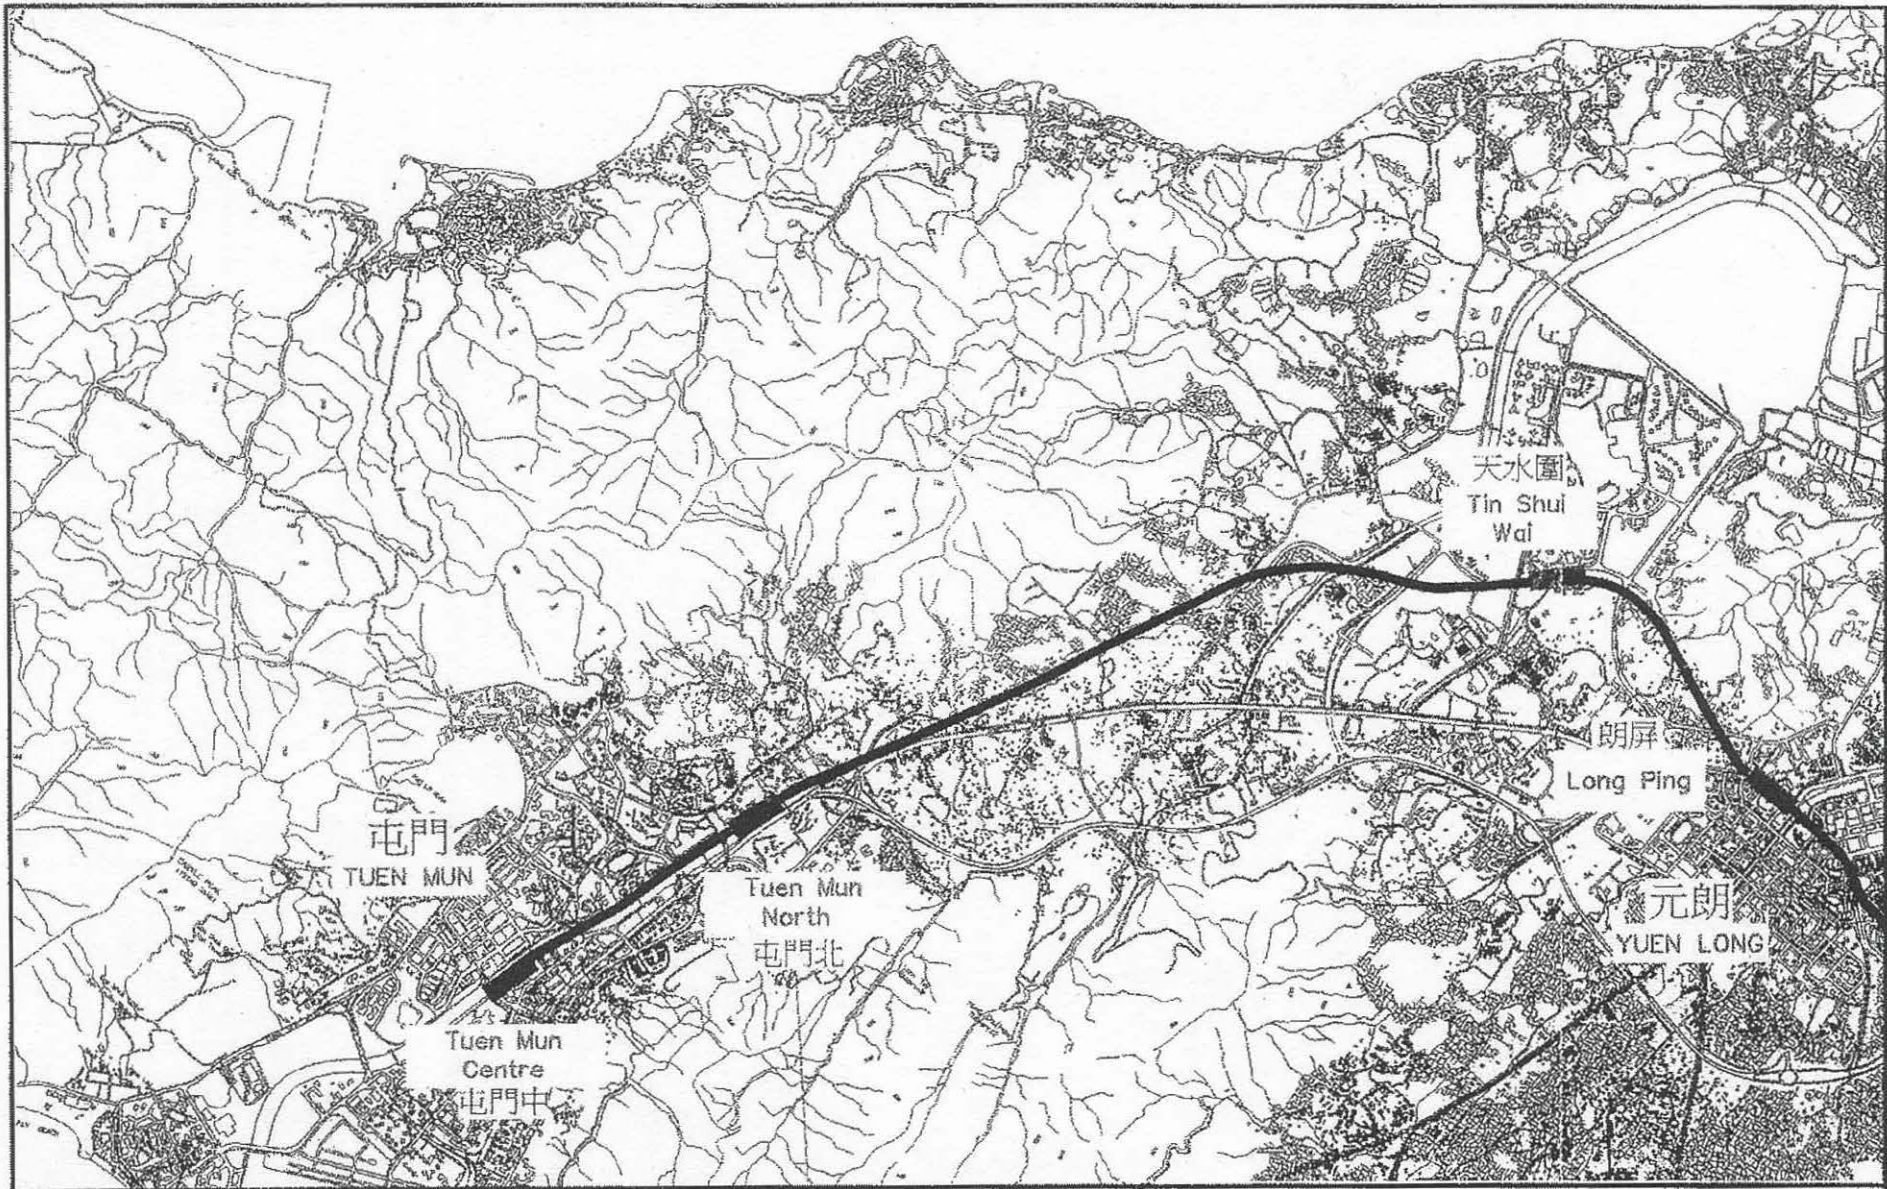 天水圍
Tin Shui
Wai
朗屏
Long Ping
屯門
TUEN MUN
Tuen Mun
North
屯門北
元朗
YUEN LONG
Tuen Mun
Centre
屯門中